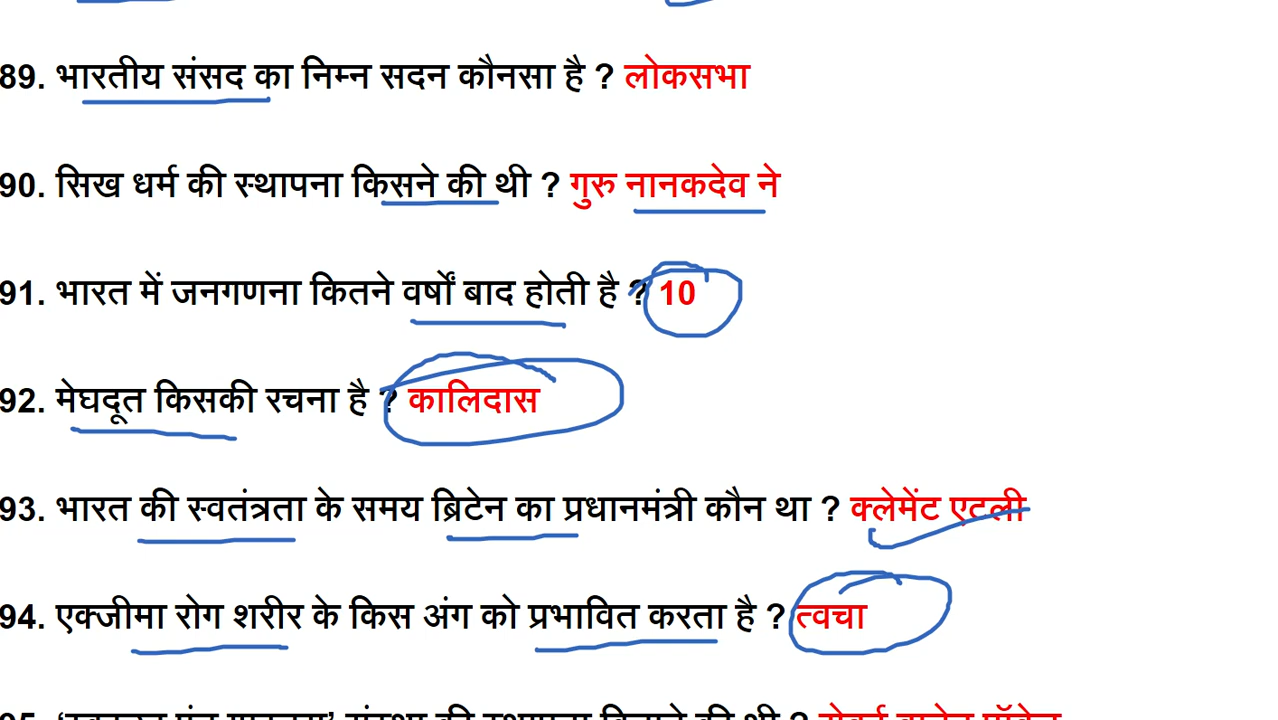 89. भारतीय संसद का निम्न सदन कौनसा है ? लोकसभा
90. सिख धर्म की स्थापना किसने की थी ? गुरु नानकदेव ने
91. भारत में जनगणना कितने वर्षों बाद होती है ? 10
92. मेघदूत किसकी रचना है ? कालिदास
93. भारत की स्वतंत्रता के समय ब्रिटेन का प्रधानमंत्री कौन था ? क्लेमेंट एटली
94. एक्जीमा रोग शरीर के किस अंग को प्रभावित करता है ? त्वचा